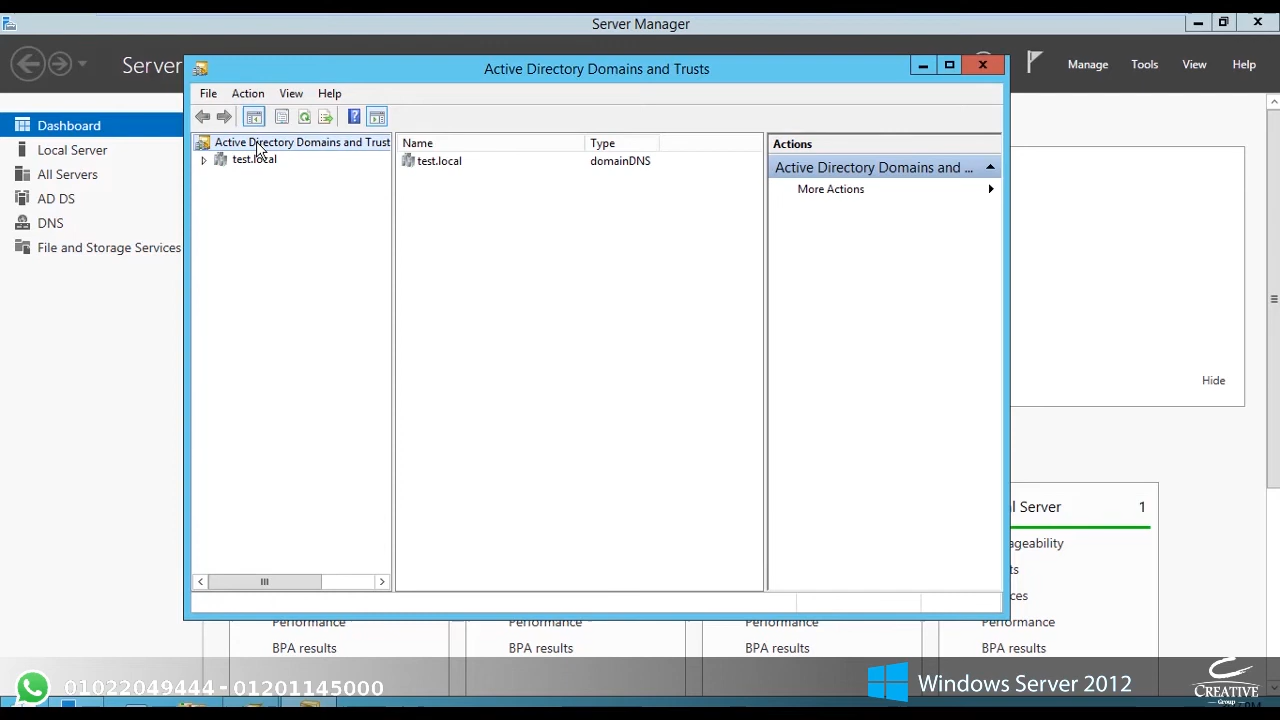 Server Manager
Server
Manage
Tools
View
Help
Active Directory Domains and Trusts
File
Action
View
Help
Dashboard
Local Server
All Servers
AD DS
DNS
File and Storage Services
Active Directory Domains and Trust
test.local
Name
Type
test.local
domainDNS
Actions
Active Directory Domains and ...
More Actions
Hide
l Server 1
ageability
ts
ces
Performance
Performance
Performance
Performance
BPA results
BPA results
BPA results
BPA results
01022049444 - 01201145000
Windows Server 2012
CREATIVE
Group